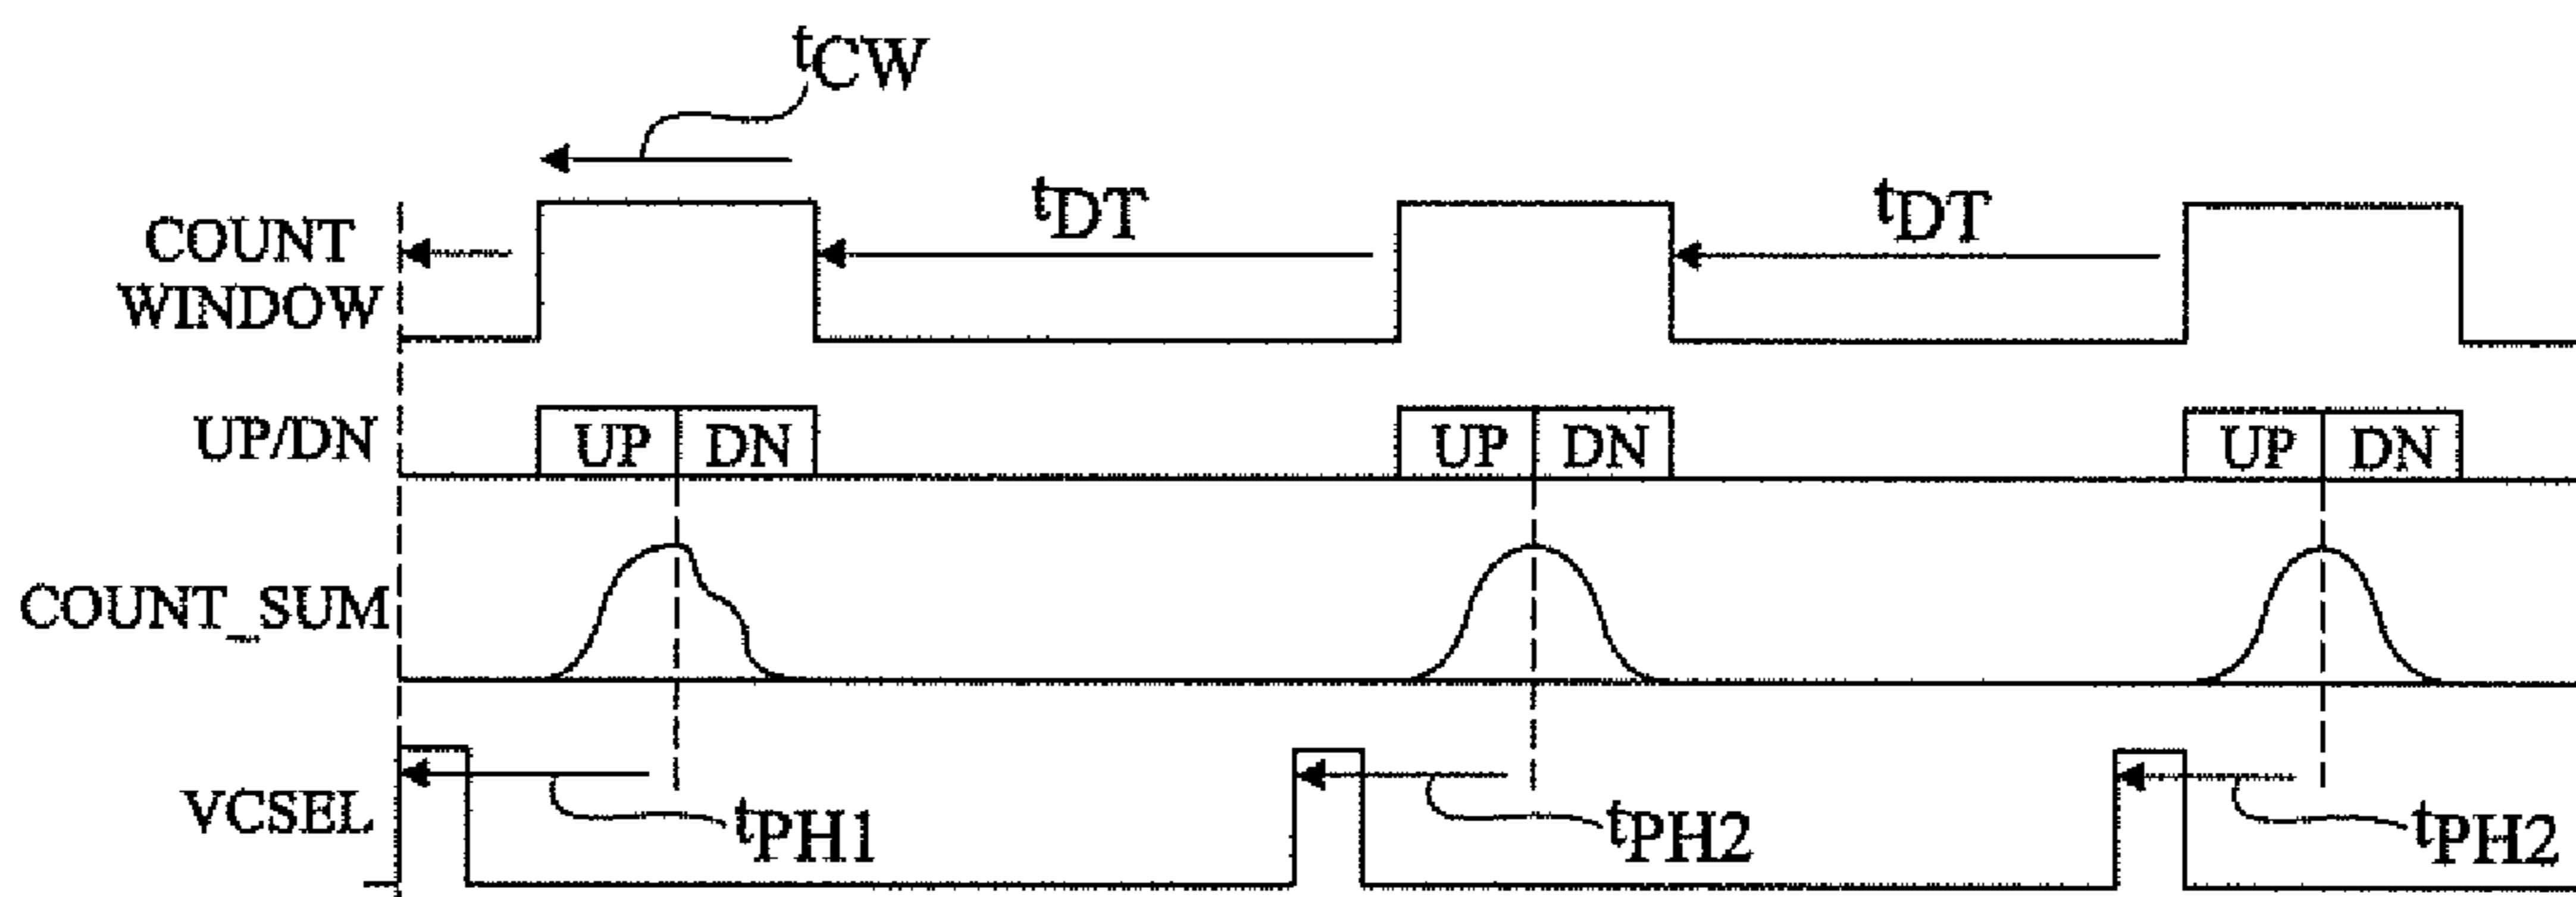 tCW
tDT
tDT
COUNT
WINDOW
UP/DN
UP DN
UP DN
UP DN
COUNT_SUM
VCSEL
tPH1
tPH2
tPH2